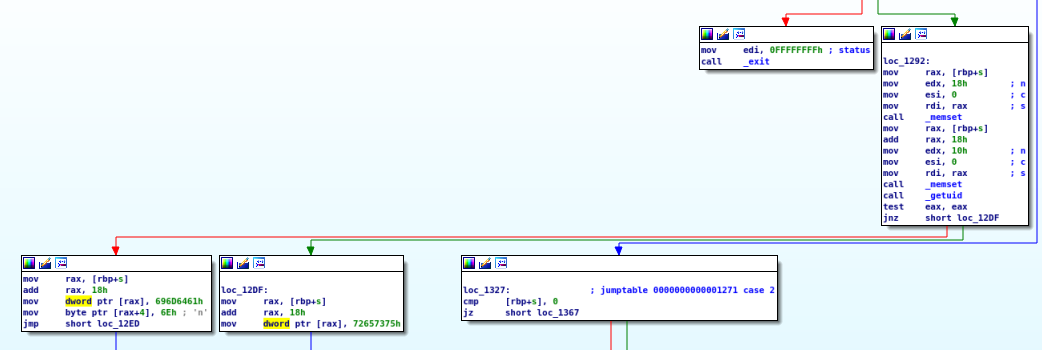 mov edi, 0FFFFFFFFh ; status
call _exit
loc_1292:
mov rax, [rbp+s]
mov edx, 18h ; n
mov esi, 0 ; c
mov rdi, rax ; s
call _memset
mov rax, [rbp+s]
add rax, 18h
mov edx, 10h ; n
mov esi, 0 ; c
mov rdi, rax ; s
call _memset
call _getuid
test eax, eax
jnz short loc_12DF
mov rax, [rbp+s]
add rax, 18h
mov dword ptr [rax], 696D6461h
mov byte ptr [rax+4], 6Eh ; 'n'
jmp short loc_12ED
loc_12DF:
mov rax, [rbp+s]
add rax, 18h
mov dword ptr [rax], 72657375h
loc_1327: ; jumptable 0000000000001271 case 2
cmp [rbp+s], 0
jz short loc_1367